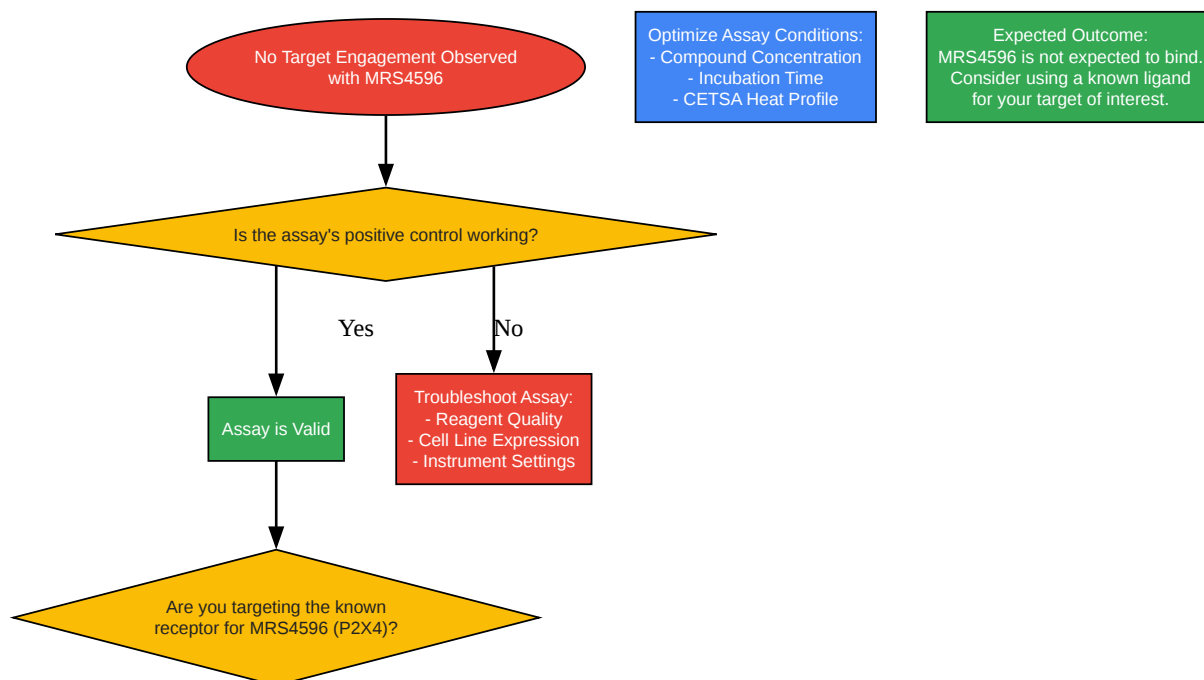 No Target Engagement Observed
with MRS4596
Optimize Assay Conditions:
- Compound Concentration
- Incubation Time
- CETSA Heat Profile
Expected Outcome:
MRS4596 is not expected to bind.
Consider using a known ligand
for your target of interest.
Is the assay's positive control working?
Yes
No
Assay is Valid
Troubleshoot Assay:
- Reagent Quality
- Cell Line Expression
- Instrument Settings
Are you targeting the known
receptor for MRS4596 (P2X4)?